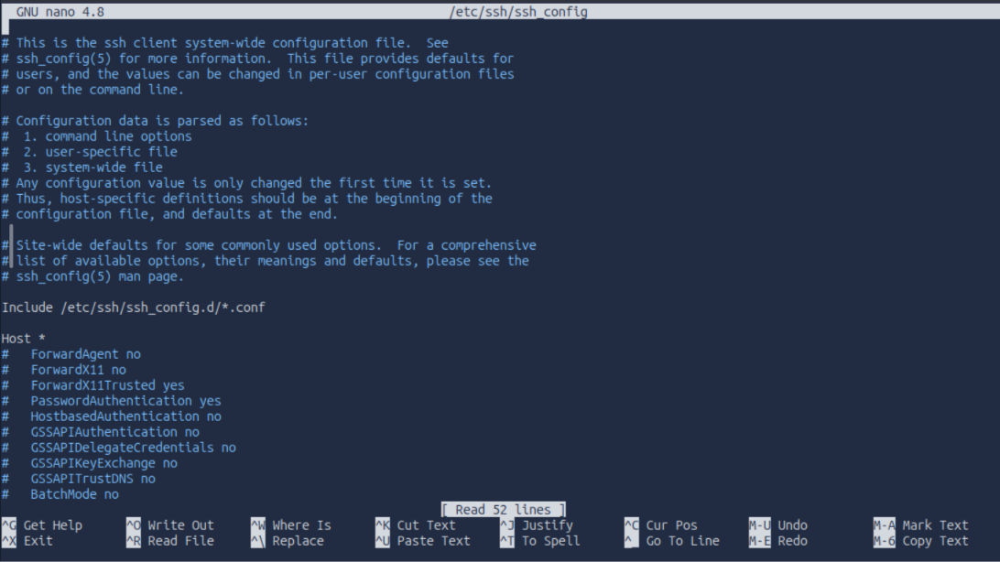 GNU nano 4.8 /etc/ssh/ssh_config
# This is the ssh client system-wide configuration file.  See
# ssh_config(5) for more information.  This file provides defaults for
# users, and the values can be changed in per-user configuration files
# or on the command line.
# Configuration data is parsed as follows:
#  1. command line options
#  2. user-specific file
#  3. system-wide file
# Any configuration value is only changed the first time it is set.
# Thus, host-specific definitions should be at the beginning of the
# configuration file, and defaults at the end.
# Site-wide defaults for some commonly used options.  For a comprehensive
# list of available options, their meanings and defaults, please see the
# ssh_config(5) man page.
Include /etc/ssh/ssh_config.d/*.conf
Host *
#   ForwardAgent no
#   ForwardX11 no
#   ForwardX11Trusted yes
#   PasswordAuthentication yes
#   HostbasedAuthentication no
#   GSSAPIAuthentication no
#   GSSAPIDelegateCredentials no
#   GSSAPIKeyExchange no
#   GSSAPITrustDNS no
#   BatchMode no
[ Read 52 lines ]
^G Get Help ^O Write Out ^W Where Is ^K Cut Text ^J Justify ^C Cur Pos M-U Undo M-A Mark Text
^X Exit ^R Read File ^\ Replace ^U Paste Text ^T To Spell ^_ Go To Line M-E Redo M-6 Copy Text